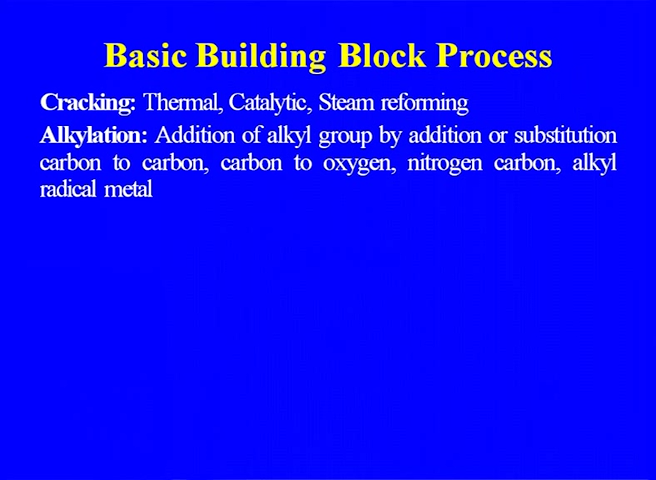 Basic Building Block Process
Cracking: Thermal, Catalytic, Steam reforming
Alkylation: Addition of alkyl group by addition or substitution
carbon to carbon, carbon to oxygen, nitrogen carbon, alkyl
radical metal